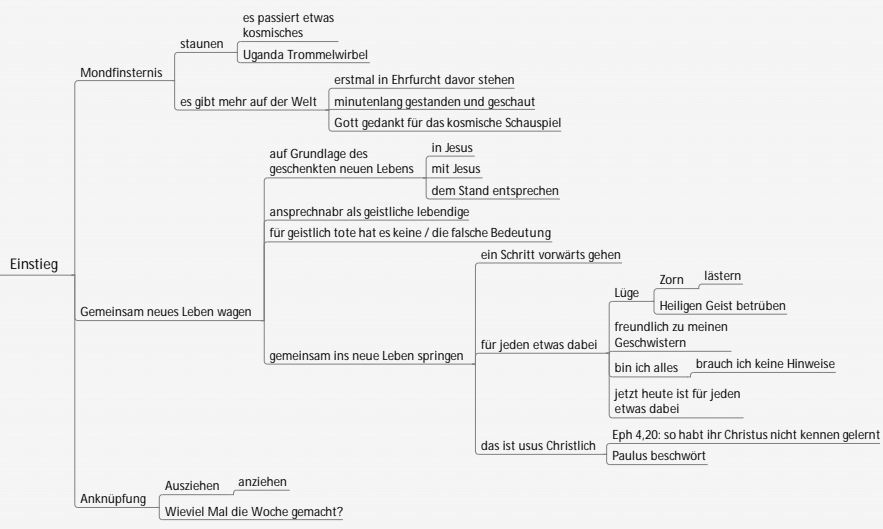 Einstieg
Mondfinsternis
staunen
es passiert etwas
kosmisches
Uganda Trommelwirbel
es gibt mehr auf der Welt
erstmal in Ehrfurcht davor stehen
minutenlang gestanden und geschaut
Gott gedankt für das kosmische Schauspiel
Gemeinsam neues Leben wagen
auf Grundlage des
geschenkten neuen Lebens
in Jesus
mit Jesus
dem Stand entsprechen
ansprechnabr als geistliche lebendige
für geistlich tote hat es keine / die falsche Bedeutung
gemeinsam ins neue Leben springen
ein Schritt vorwärts gehen
für jeden etwas dabei
Lüge
Zorn
lästern
Heiligen Geist betrüben
freundlich zu meinen
Geschwistern
bin ich alles
brauch ich keine Hinweise
jetzt heute ist für jeden
etwas dabei
das ist usus Christlich
Eph 4,20: so habt ihr Christus nicht kennen gelernt
Paulus beschwört
Anknüpfung
Ausziehen
anziehen
Wieviel Mal die Woche gemacht?